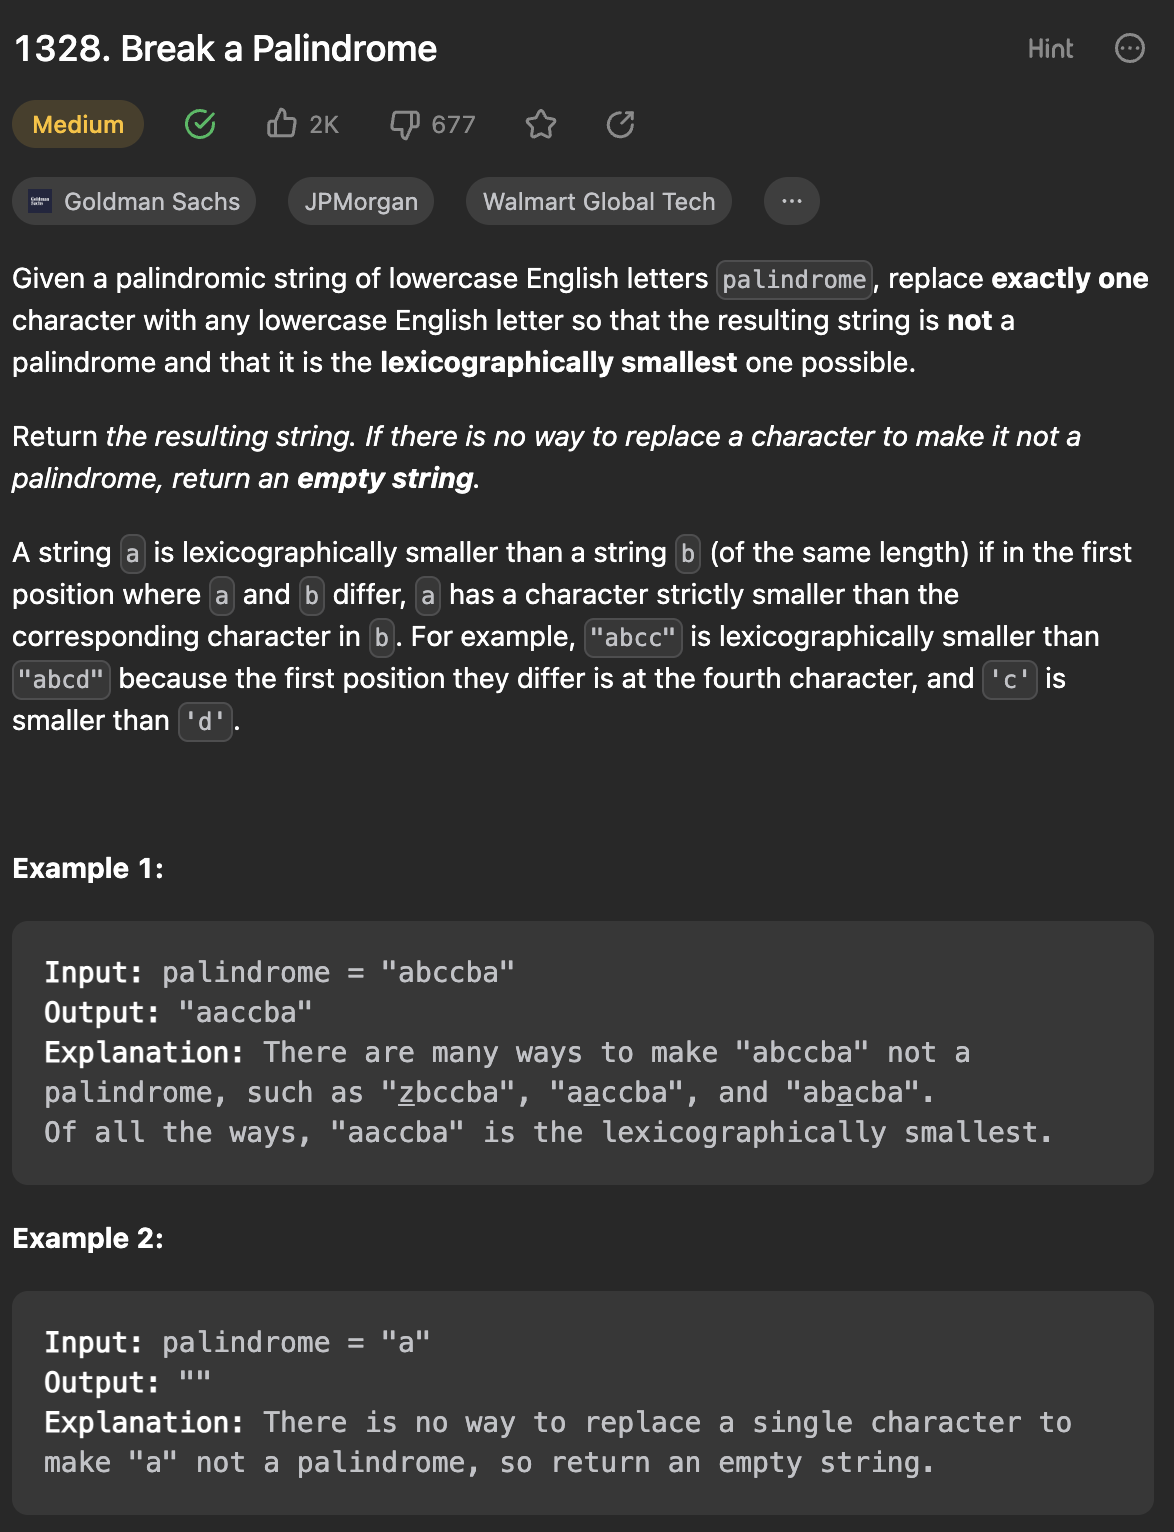 1328. Break a Palindrome
Hint
Medium
2K
677
Goldman Sachs
JPMorgan
Walmart Global Tech
Given a palindromic string of lowercase English letters palindrome, replace exactly one
character with any lowercase English letter so that the resulting string is not a
palindrome and that it is the lexicographically smallest one possible.
Return the resulting string. If there is no way to replace a character to make it not a
palindrome, return an empty string.
A string a is lexicographically smaller than a string b (of the same length) if in the first
position where a and b differ, a has a character strictly smaller than the
corresponding character in b. For example, "abcc" is lexicographically smaller than
"abcd" because the first position they differ is at the fourth character, and 'c' is
smaller than 'd'.
Example 1:
Input: palindrome = "abccba"
Output: "aaccba"
Explanation: There are many ways to make "abccba" not a
palindrome, such as "zbccba", "aaccba", and "abacba".
Of all the ways, "aaccba" is the lexicographically smallest.
Example 2:
Input: palindrome = "a"
Output: ""
Explanation: There is no way to replace a single character to
make "a" not a palindrome, so return an empty string.